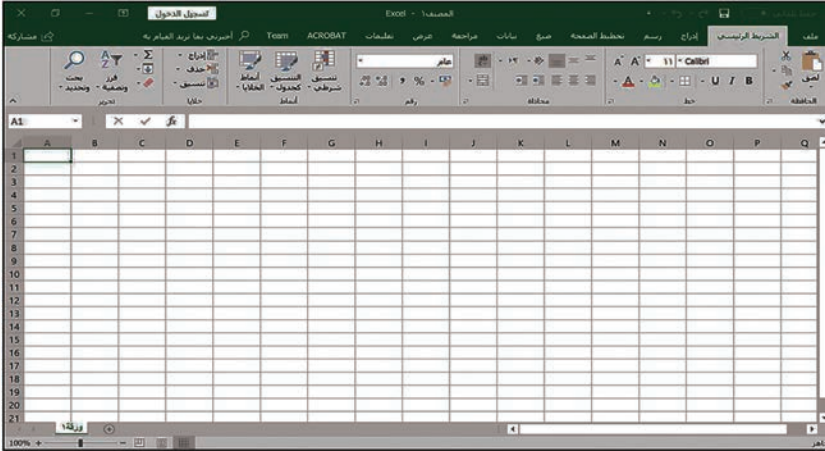 تسجيل الدخول
المصنف١ - Excel
ملف الشريط الرئيسي إدراج رسم تخطيط الصفحة صيغ بيانات مراجعة عرض تعليمات ACROBAT Team أخبرني بما تريد القيام به مشاركة
لصق
Calibri ١١
B I U
عام
% 
تنسيق شرطي
التنسيق كجدول
أنماط الخلايا
إدراج
حذف
تنسيق
فرز وتصفية
بحث وتحديد
الحافظة خط محاذاة رقم أنماط خلايا تحرير
A1 fx
A B C D E F G H I J K L M N O P Q
1
2
3
4
5
6
7
8
9
10
11
12
13
14
15
16
17
18
19
20
21
ورقة١
100%